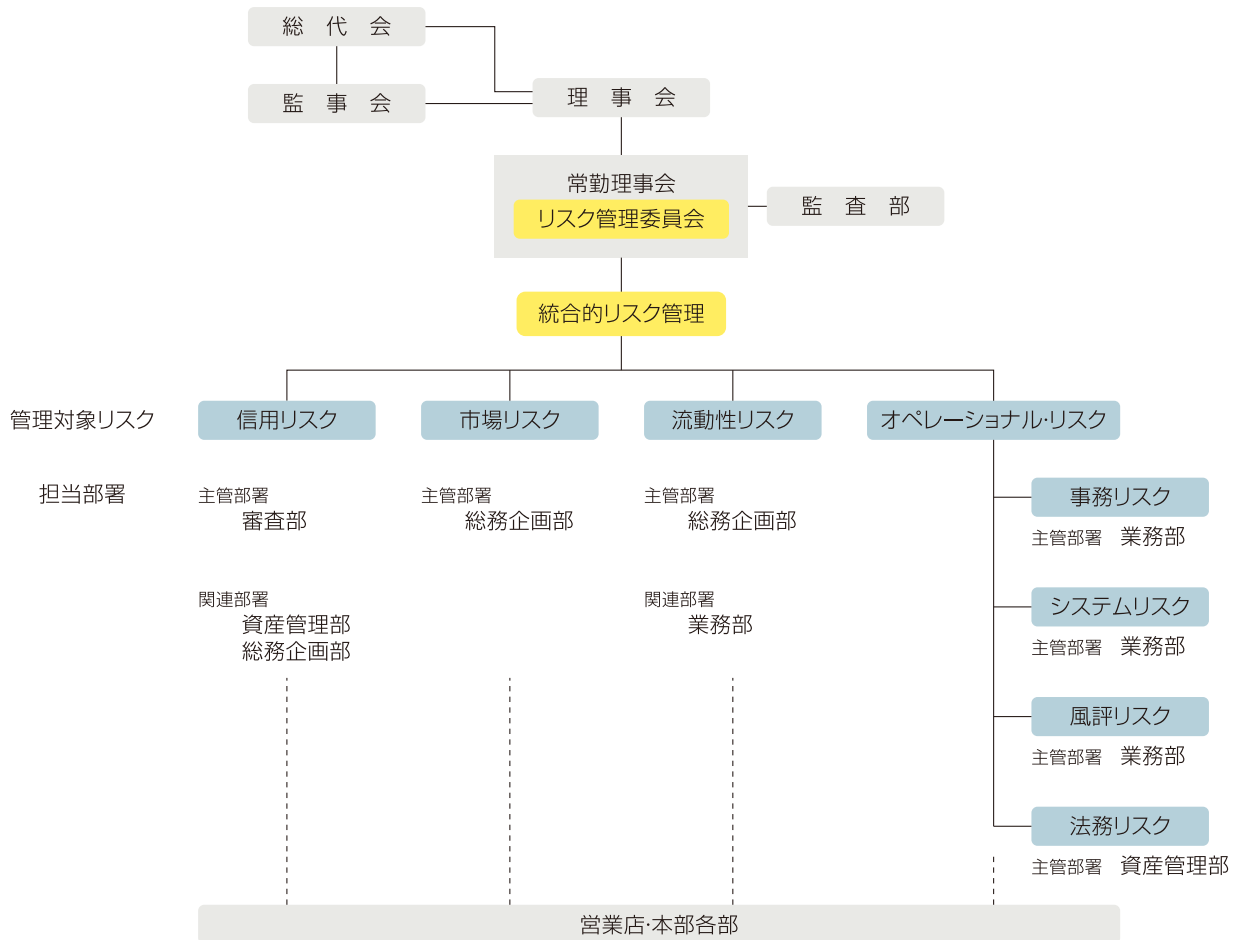 総代会
監事会
理事会
常勤理事会
リスク管理委員会
監査部
統合的リスク管理
管理対象リスク
信用リスク
市場リスク
流動性リスク
オペレーショナル・リスク
担当部署
主管部署
審査部
関連部署
資産管理部
総務企画部
主管部署
総務企画部
主管部署
総務企画部
関連部署
業務部
事務リスク
主管部署 業務部
システムリスク
主管部署 業務部
風評リスク
主管部署 業務部
法務リスク
主管部署 資産管理部
営業店・本部各部